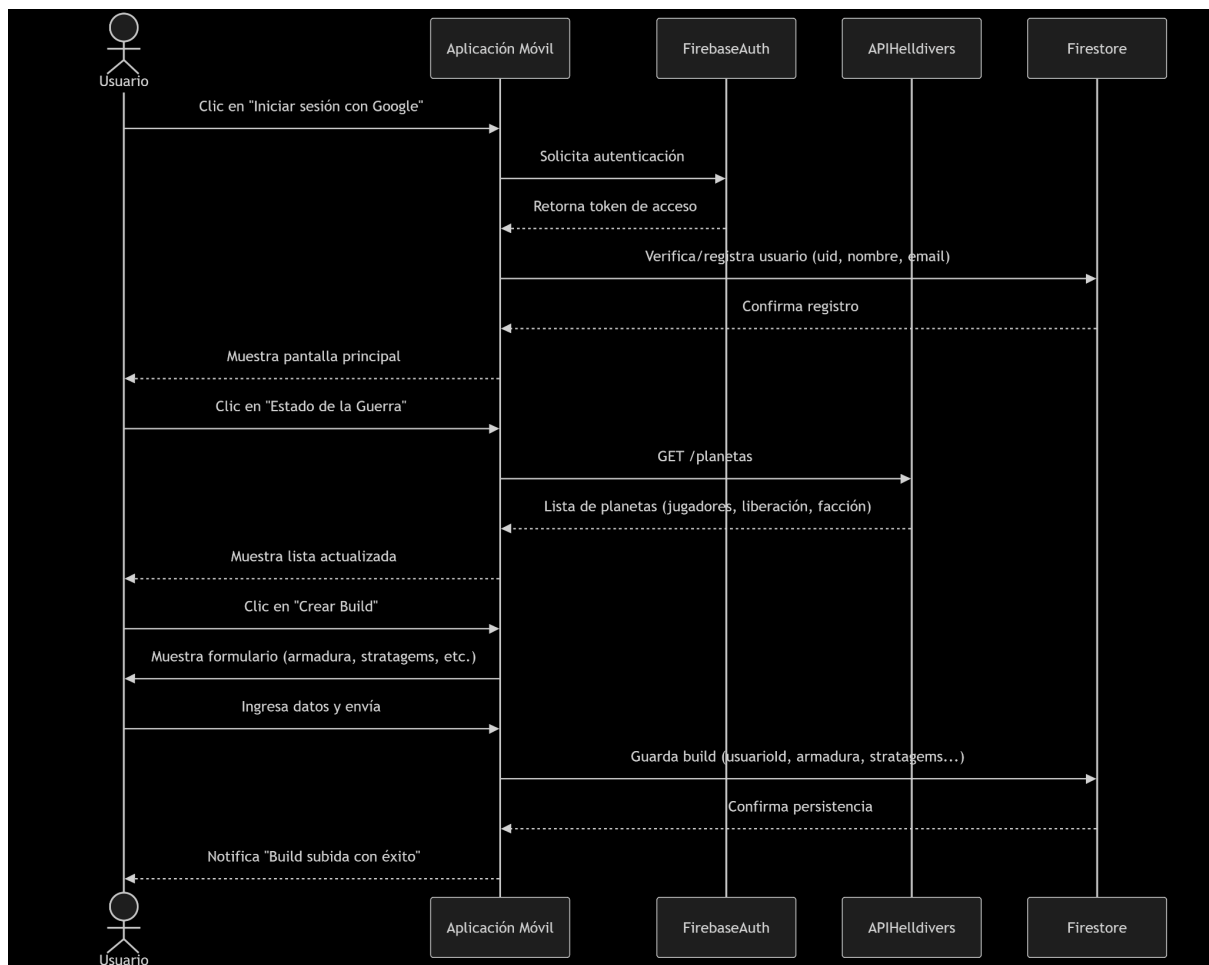 Usuario
Aplicación Móvil
FirebaseAuth
APIHelldivers
Firestore
Clic en "Iniciar sesión con Google"
Solicita autenticación
Retorna token de acceso
Verifica/registra usuario (uid, nombre, email)
Confirma registro
Muestra pantalla principal
Clic en "Estado de la Guerra"
GET /planetas
Lista de planetas (jugadores, liberación, facción)
Muestra lista actualizada
Clic en "Crear Build"
Muestra formulario (armadura, stratagems, etc.)
Ingresa datos y envía
Guarda build (usuarioId, armadura, stratagems...)
Confirma persistencia
Notifica "Build subida con éxito"
Usuario
Aplicación Móvil
FirebaseAuth
APIHelldivers
Firestore